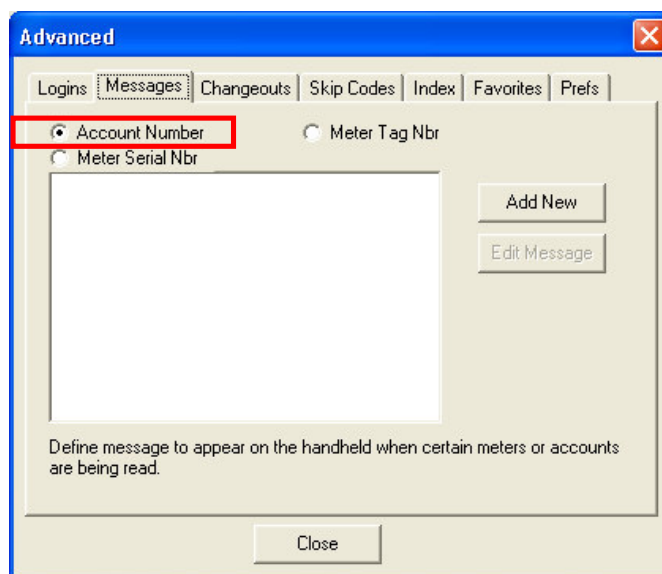 Advanced
Logins Messages Changeouts Skip Codes Index Favorites Prefs
Account Number Meter Tag Nbr
Meter Serial Nbr
Add New
Edit Message
Define message to appear on the handheld when certain meters or accounts
are being read.
Close